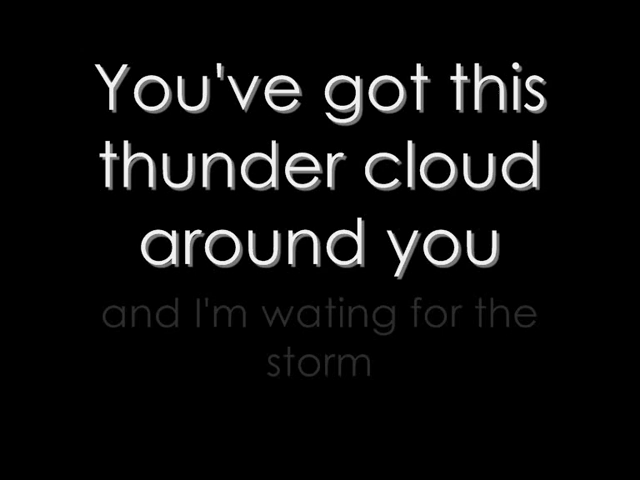 You've got this
thunder cloud
around you
and I'm wating for the
storm